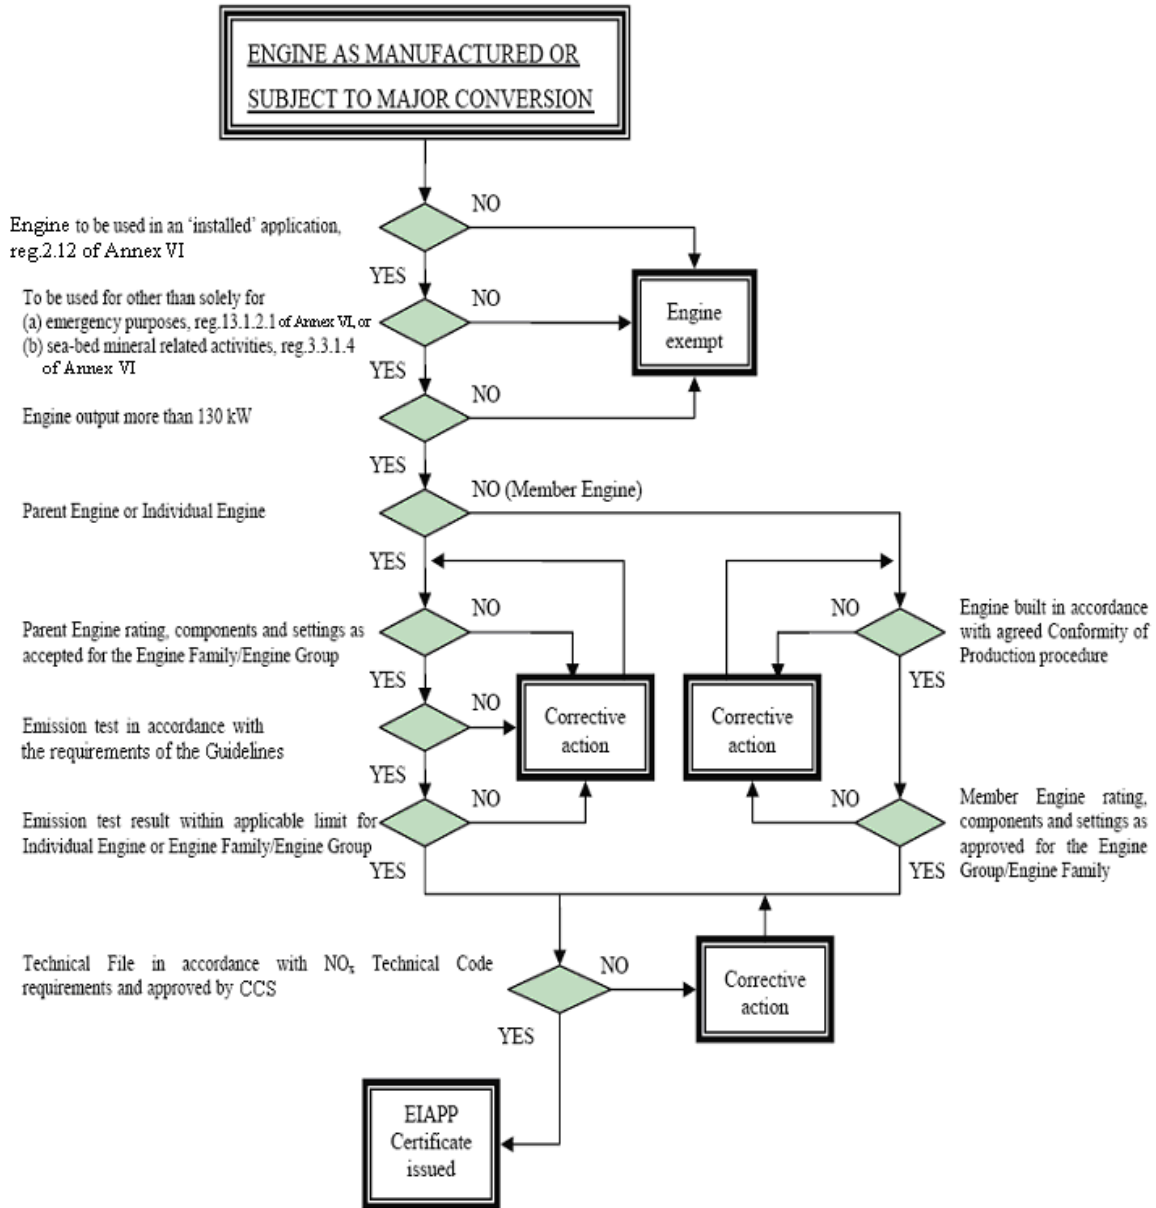 ENGINE AS MANUFACTURED OR
SUBJECT TO MAJOR CONVERSION
NO
Engine to be used in an ‘installed’ application,
reg.2.12 of Annex VI
YES
To be used for other than solely for
(a) emergency purposes, reg.13.1.2.1 of Annex VI, or
(b) sea-bed mineral related activities, reg.3.3.1.4
of Annex VI
NO
Engine
exempt
YES
Engine output more than 130 kW
NO
YES
Parent Engine or Individual Engine
NO (Member Engine)
YES
Parent Engine rating, components and settings as
accepted for the Engine Family/Engine Group
NO
NO
Engine built in accordance
with agreed Conformity of
Production procedure
YES
YES
Emission test in accordance with
the requirements of the Guidelines
NO
Corrective
action
Corrective
action
YES
Emission test result within applicable limit for
Individual Engine or Engine Family/Engine Group
NO
NO
Member Engine rating,
components and settings as
approved for the Engine
Group/Engine Family
YES
YES
Technical File in accordance with NOx Technical Code
requirements and approved by CCS
NO
Corrective
action
YES
EIAPP
Certificate
issued